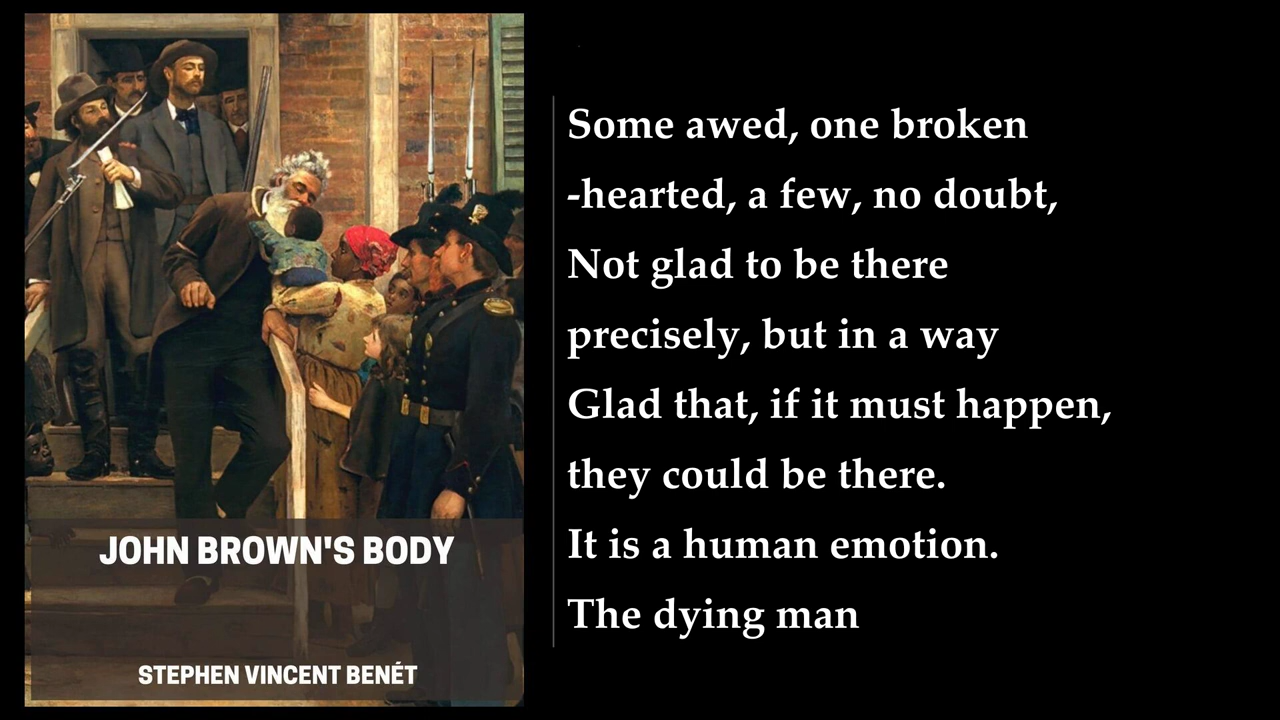 JOHN BROWN'S BODY
STEPHEN VINCENT BENÉT
Some awed, one broken
-hearted, a few, no doubt,
Not glad to be there
precisely, but in a way
Glad that, if it must happen,
they could be there.
It is a human emotion.
The dying man